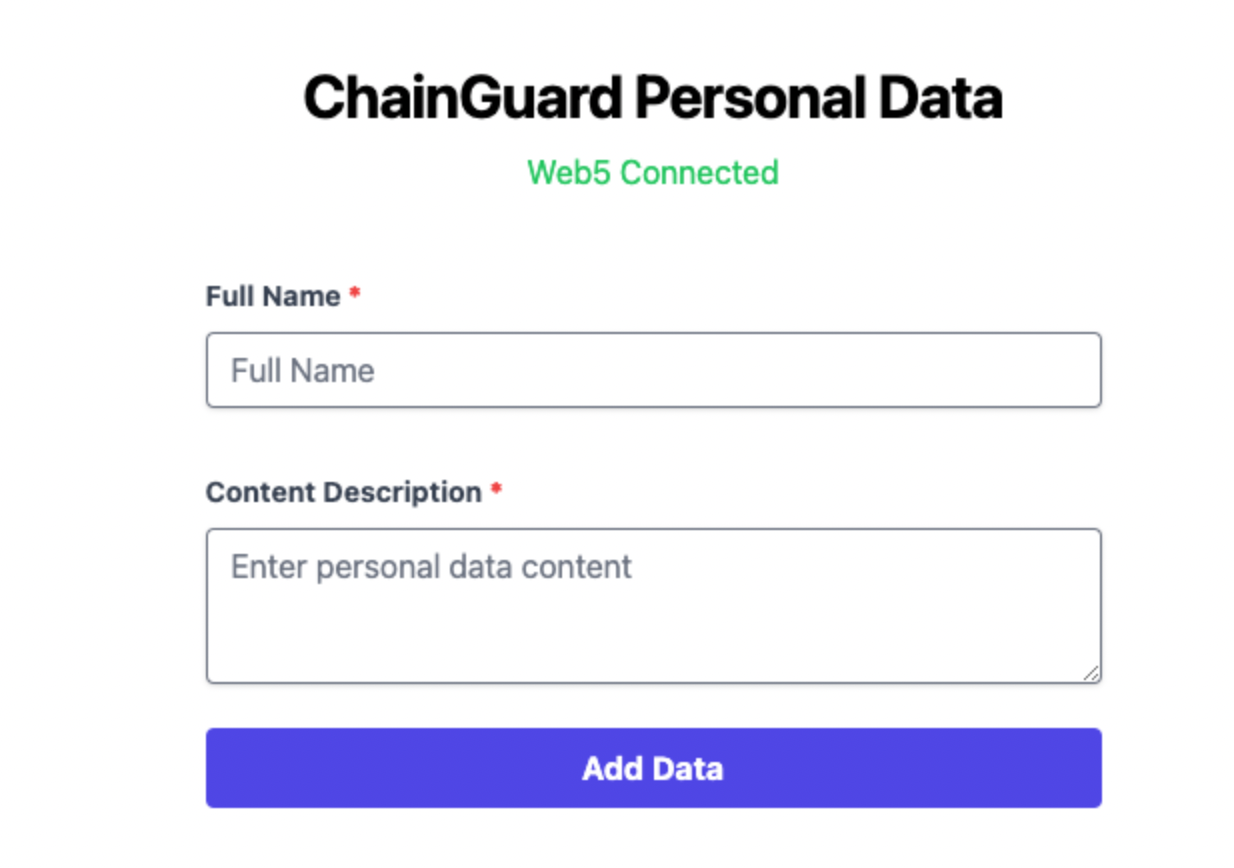 ChainGuard Personal Data
Web5 Connected
Full Name *
Full Name
Content Description *
Enter personal data content
Add Data